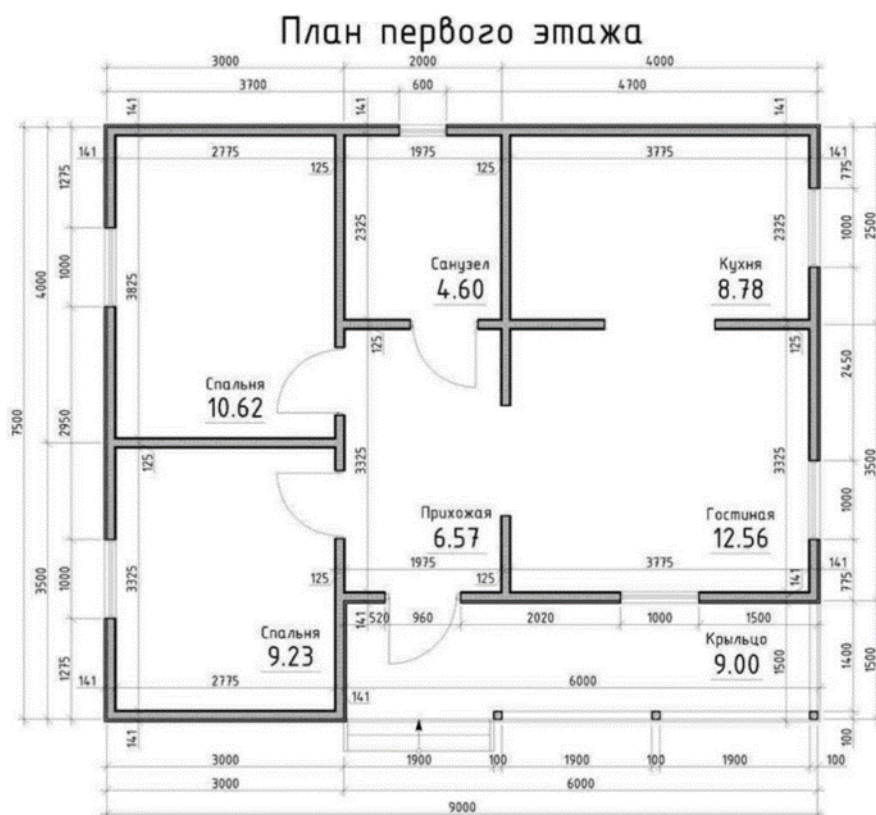 План первого этажа
3000 2000 4000
3700 600 4700
141 141 141
141 2775 125 1975 125 3775 141
1275 775
2325 2325 2500
1000 1000
4000 3825
Санузел Кухня
4.60 8.78
125 125
Спальня
10.62
2450
7500 2950
125 3325 3325 3500
1000
Прихожая Гостиная
6.57 12.56
1000 3325
125 1975 125 3775 141
3500 141 775
141 520 960 2020 1000 1500
Спальня Крыльцо
9.23 9.00
1275 1500 1400 1500
141 2775 141 6000
141 100
3000 1900 100 1900 100 1900 100
3000 6000
9000